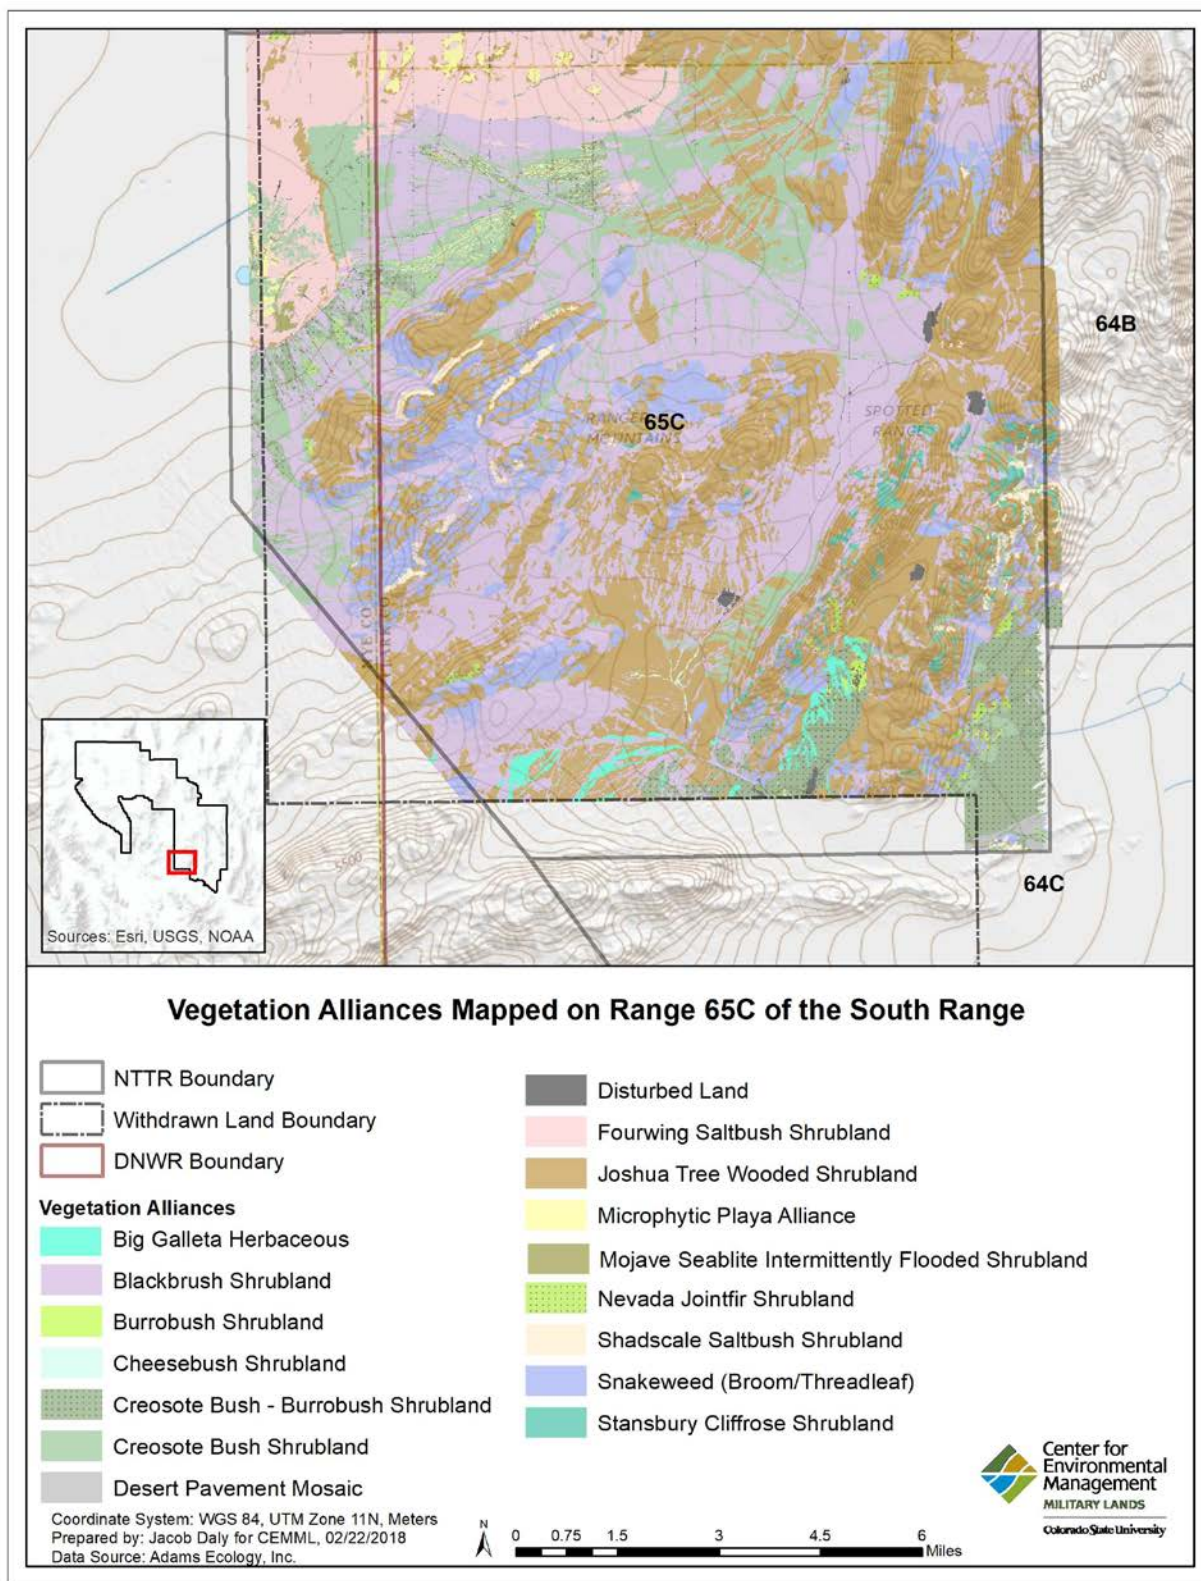 6000
64B
RANGER
MOUNTAINS
65C
SPOTTED
RANGE
5500
64C
Sources: Esri, USGS, NOAA
Vegetation Alliances Mapped on Range 65C of the South Range
NTTR Boundary
Withdrawn Land Boundary
DNWR Boundary
Vegetation Alliances
Big Galleta Herbaceous
Blackbrush Shrubland
Burrobush Shrubland
Cheesebush Shrubland
Creosote Bush - Burrobush Shrubland
Creosote Bush Shrubland
Desert Pavement Mosaic
Disturbed Land
Fourwing Saltbush Shrubland
Joshua Tree Wooded Shrubland
Microphytic Playa Alliance
Mojave Seablite Intermittently Flooded Shrubland
Nevada Jointfir Shrubland
Shadscale Saltbush Shrubland
Snakeweed (Broom/Threadleaf)
Stansbury Cliffrose Shrubland
Coordinate System: WGS 84, UTM Zone 11N, Meters
Prepared by: Jacob Daly for CEMML, 02/22/2018
Data Source: Adams Ecology, Inc.
N
0 0.75 1.5 3 4.5 6
Miles
Center for
Environmental
Management
MILITARY LANDS
Colorado State University